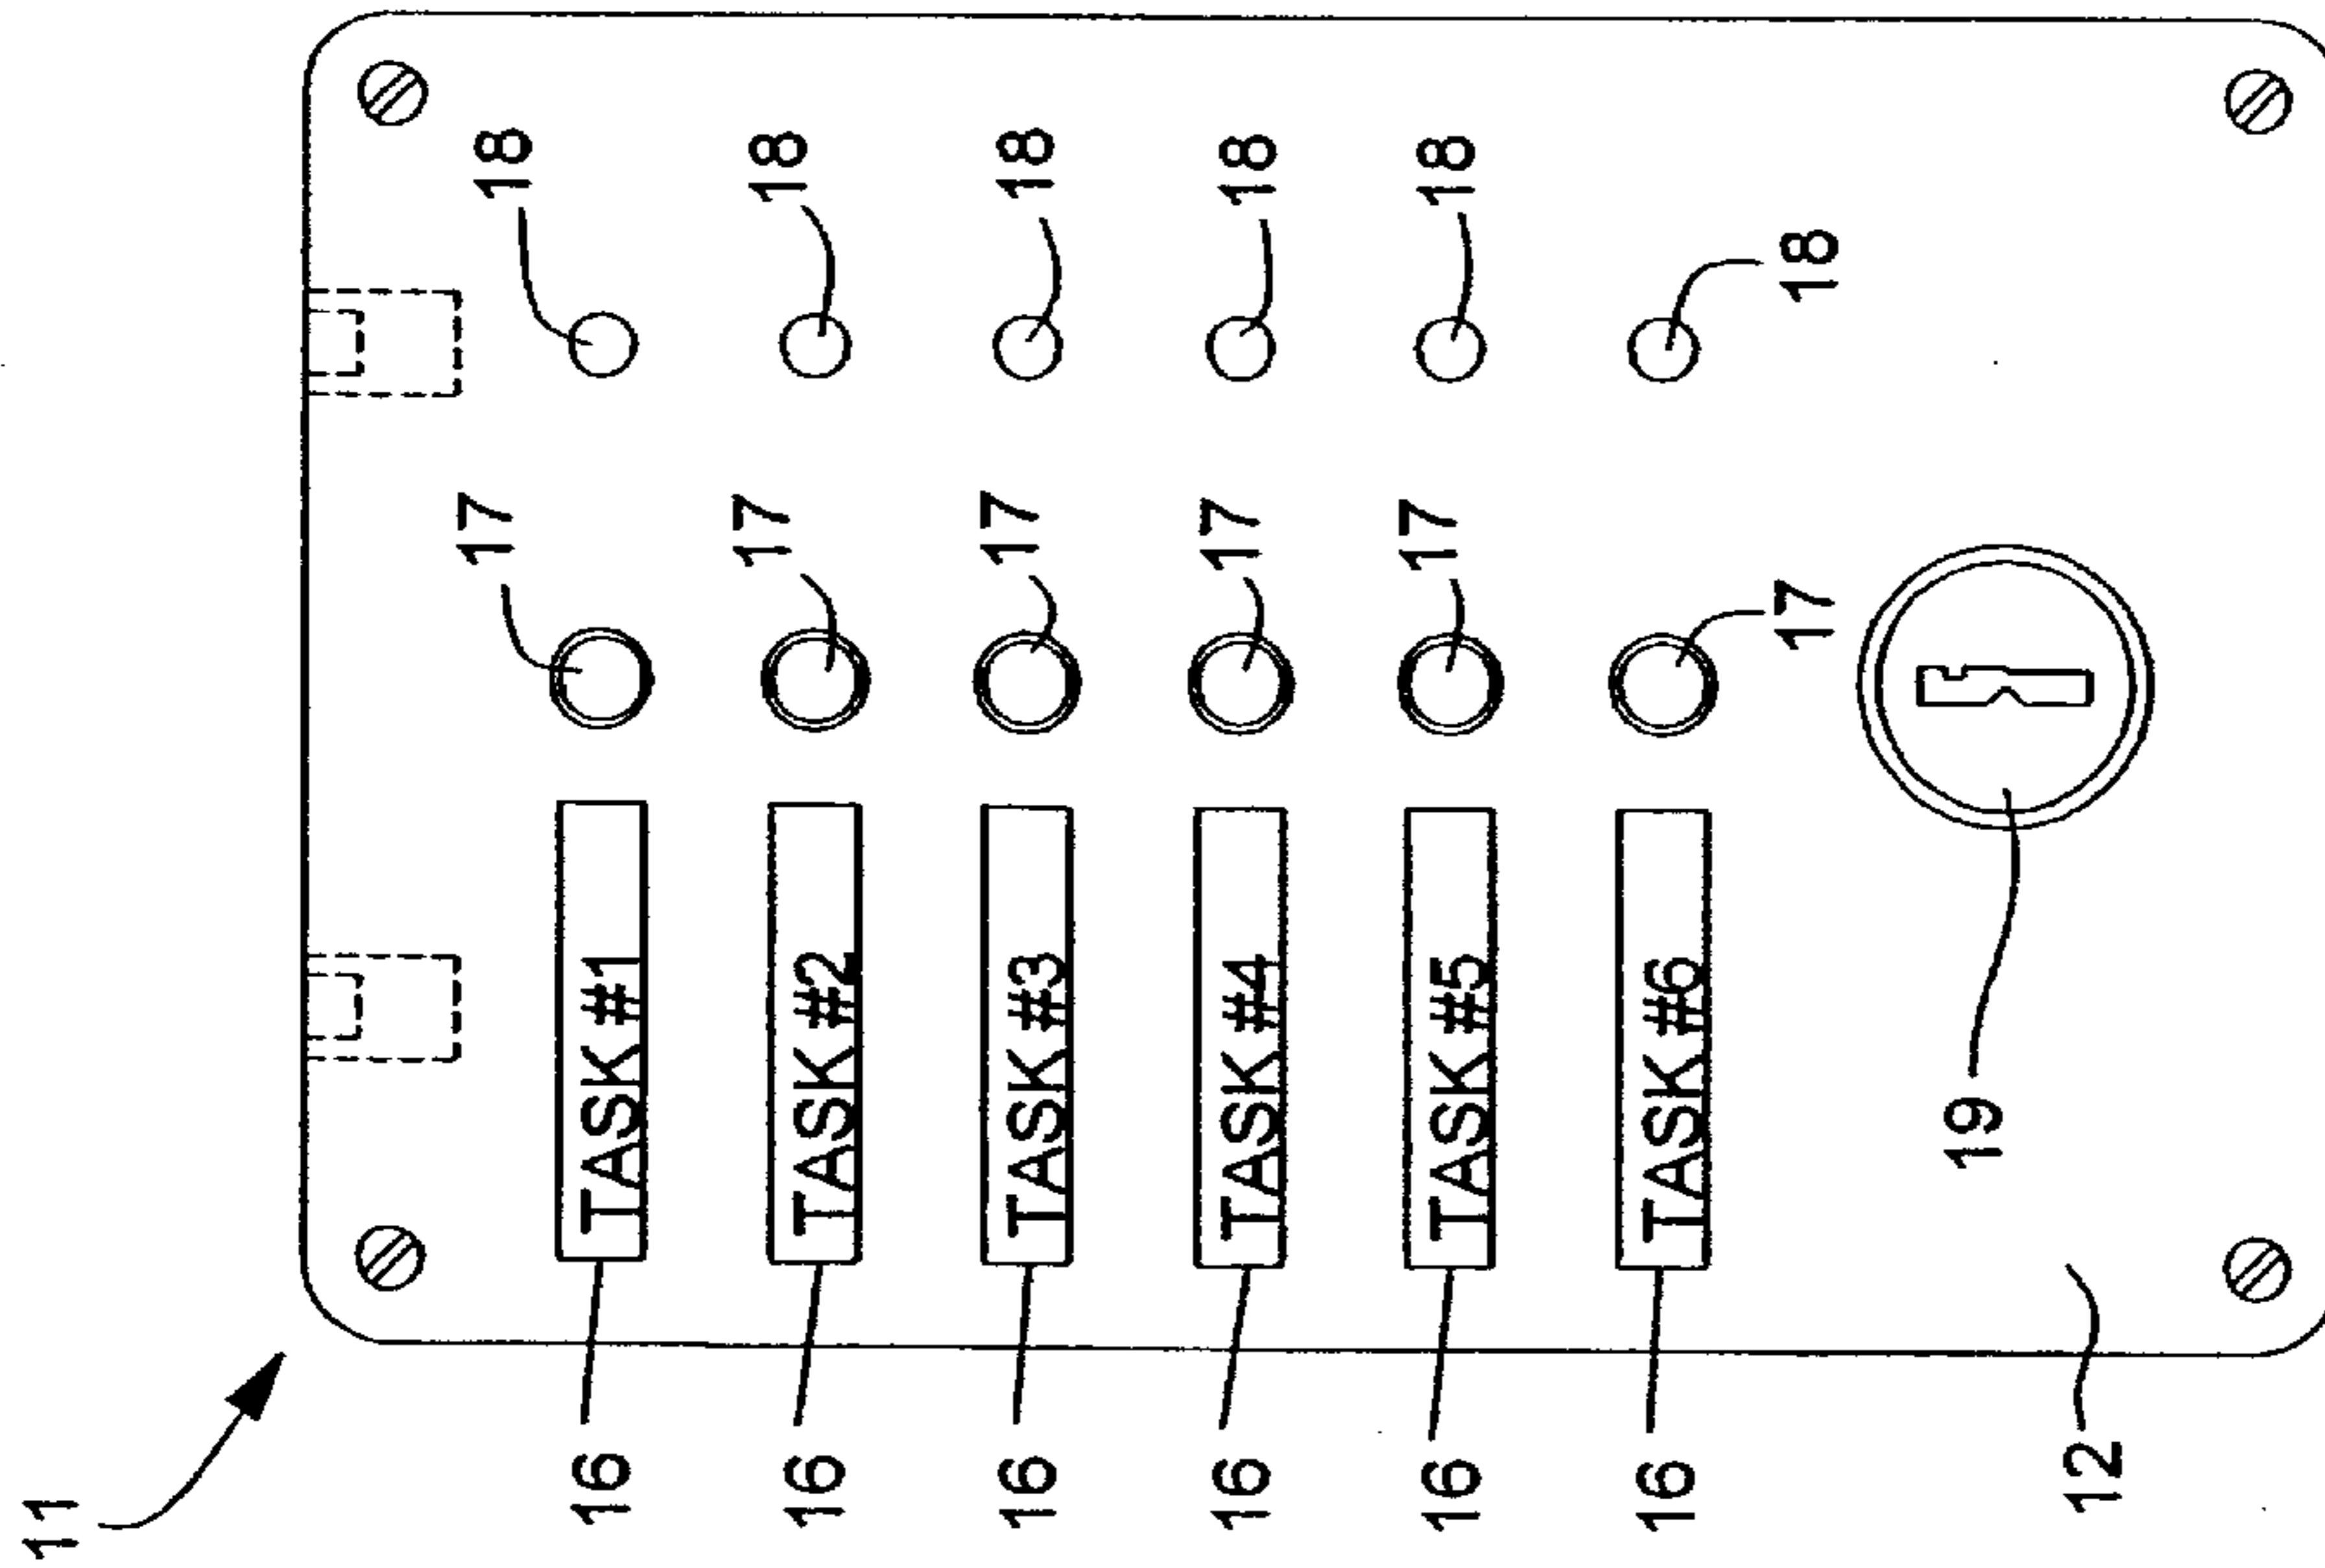 11
16 TASK #1 17 18
16 TASK #2 17 18
16 TASK #3 17 18
16 TASK #4 17 18
16 TASK #5 17 18
16 TASK #6 17 18
19
12